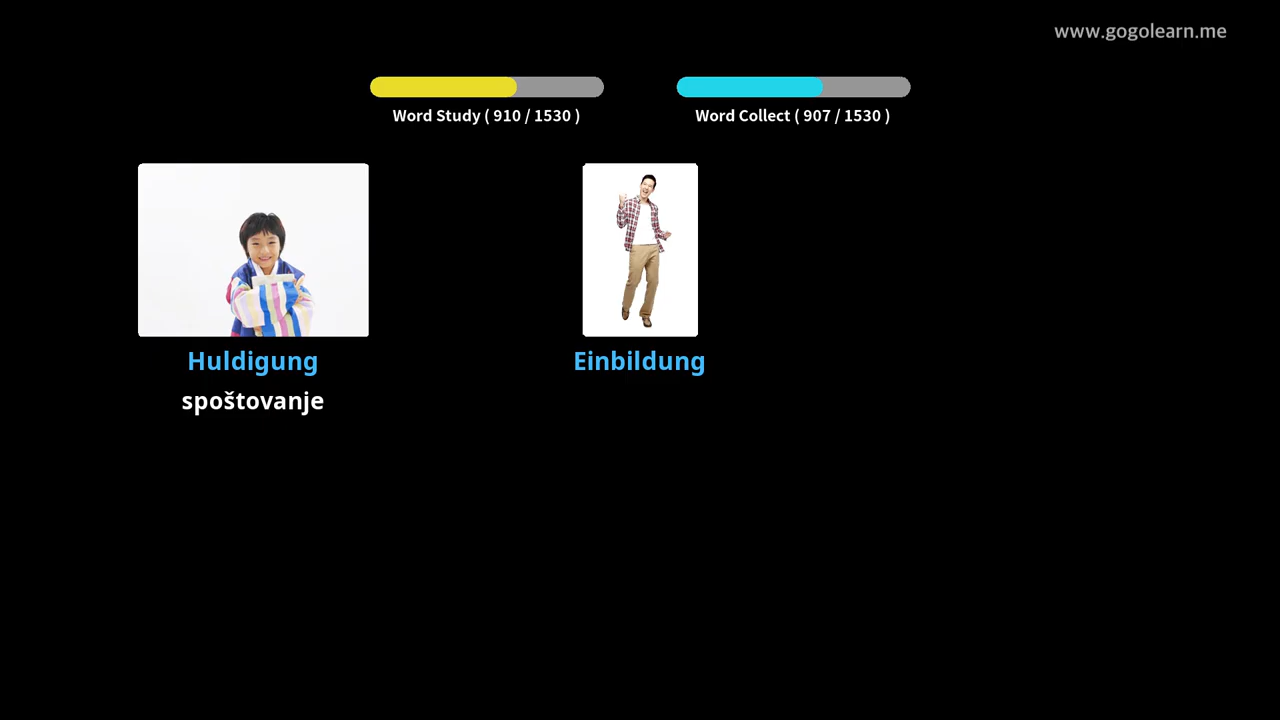 www.gogolearn.me
Word Study ( 910 / 1530 )
Word Collect ( 907 / 1530 )
Huldigung
Einbildung
spoštovanje